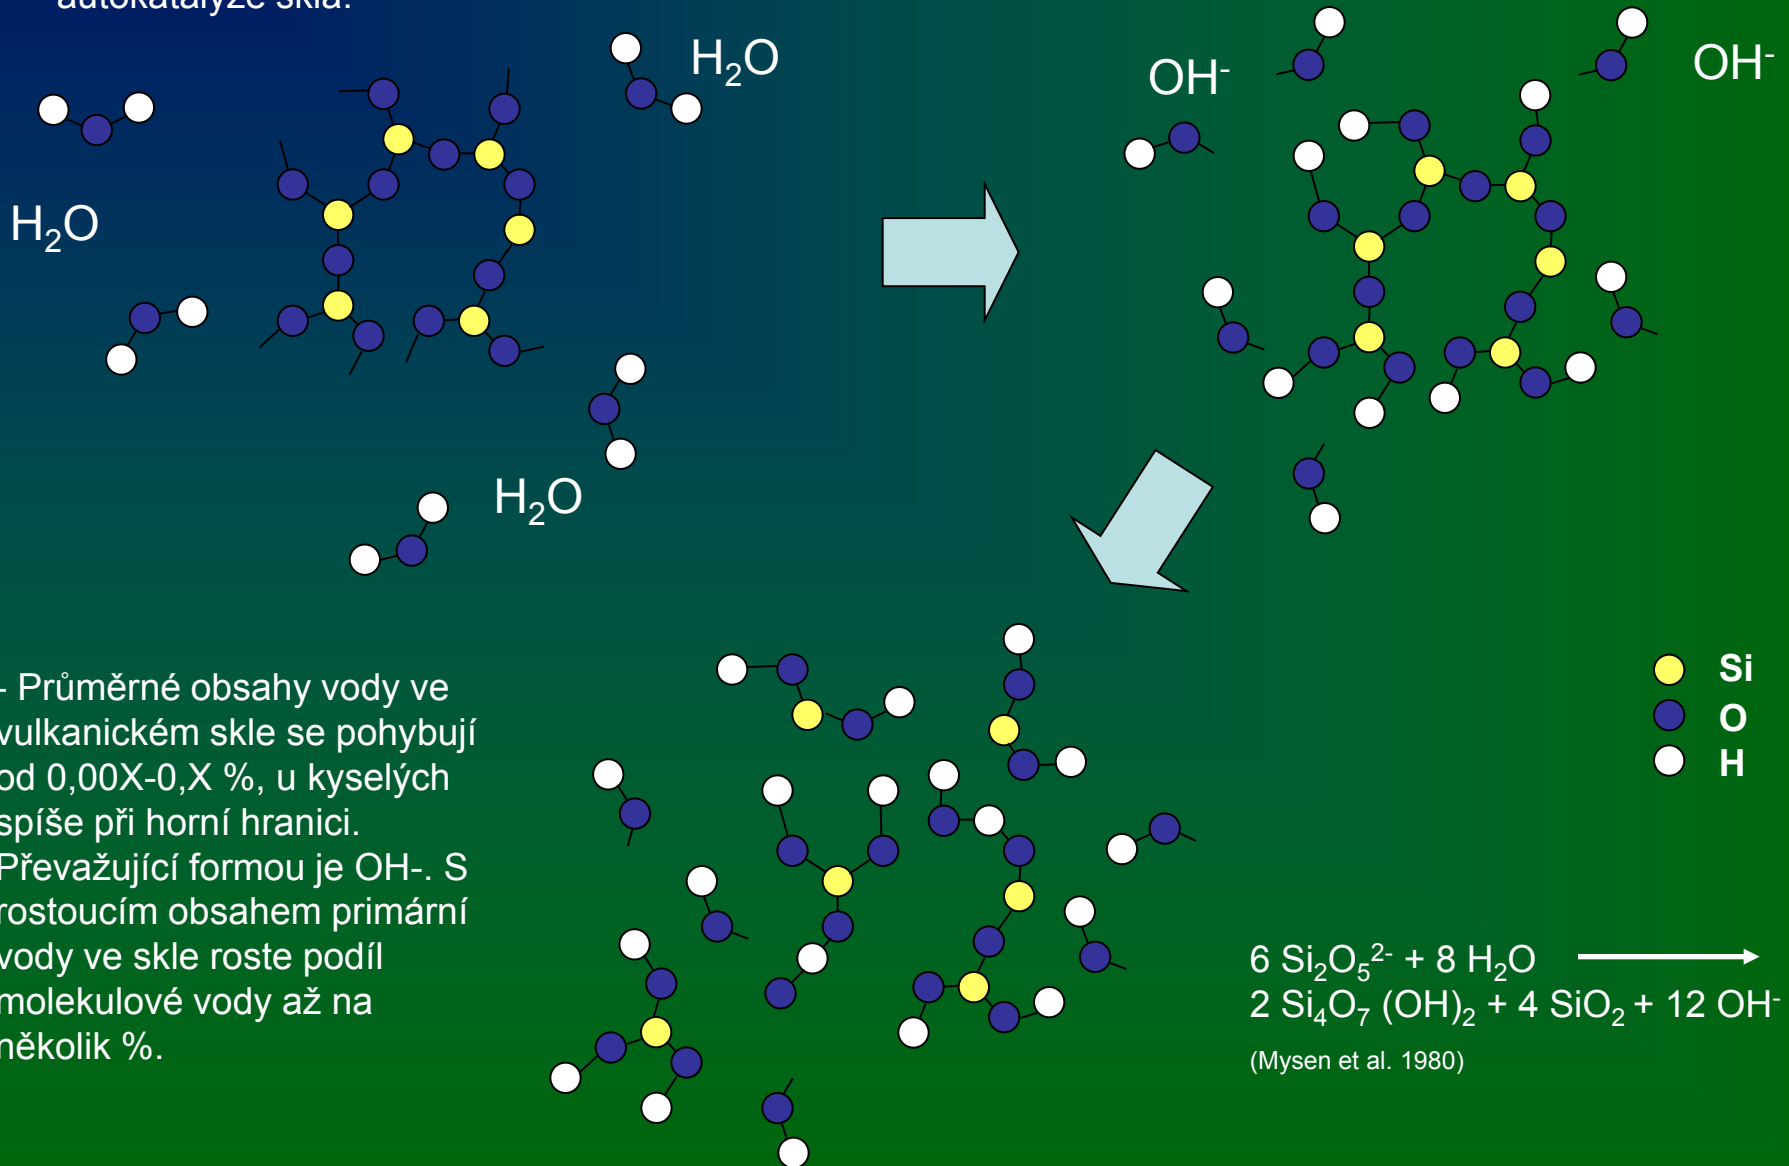 autokatalýze skla.
H₂O
H₂O
H₂O
OH⁻
OH⁻
- Průměrné obsahy vody ve
vulkanickém skle se pohybují
od 0,00X-0,X %, u kyselých
spíše při horní hranici.
Převažující formou je OH-. S
rostoucím obsahem primární
vody ve skle roste podíl
molekulové vody až na
několik %.
Si
O
H
6 Si₂O₅²⁻ + 8 H₂O
2 Si₄O₇ (OH)₂ + 4 SiO₂ + 12 OH⁻
(Mysen et al. 1980)